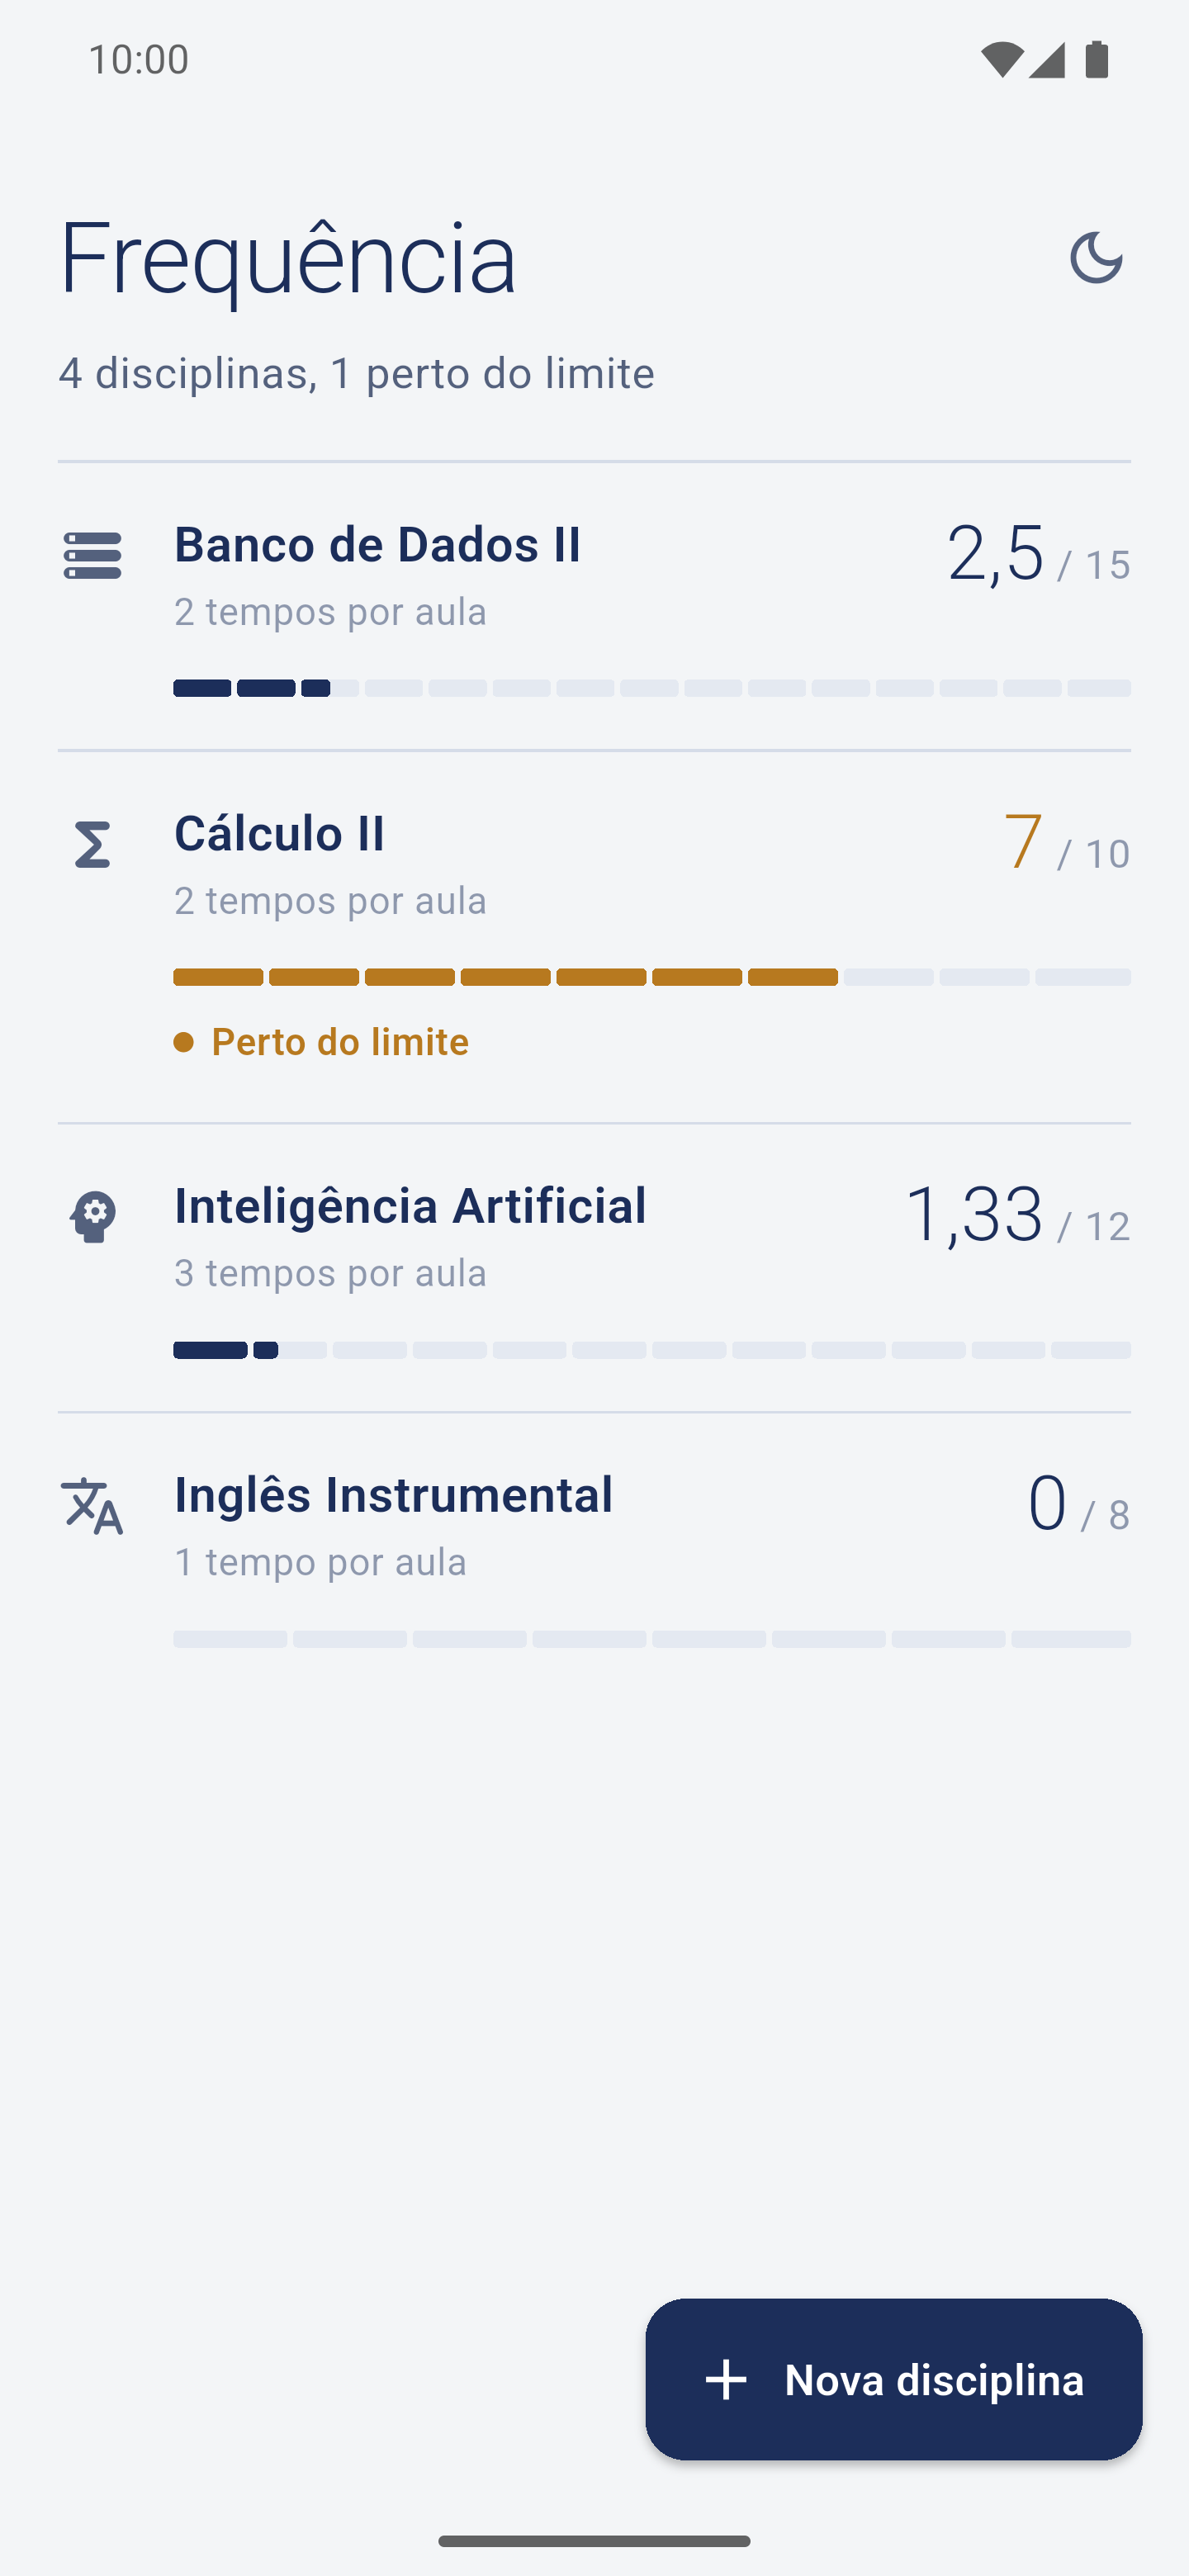 10:00
Frequência
4 disciplinas, 1 perto do limite
Banco de Dados II
2,5 / 15
2 tempos por aula
Cálculo II
7 / 10
2 tempos por aula
Perto do limite
Inteligência Artificial
1,33 / 12
3 tempos por aula
Inglês Instrumental
0 / 8
1 tempo por aula
Nova disciplina